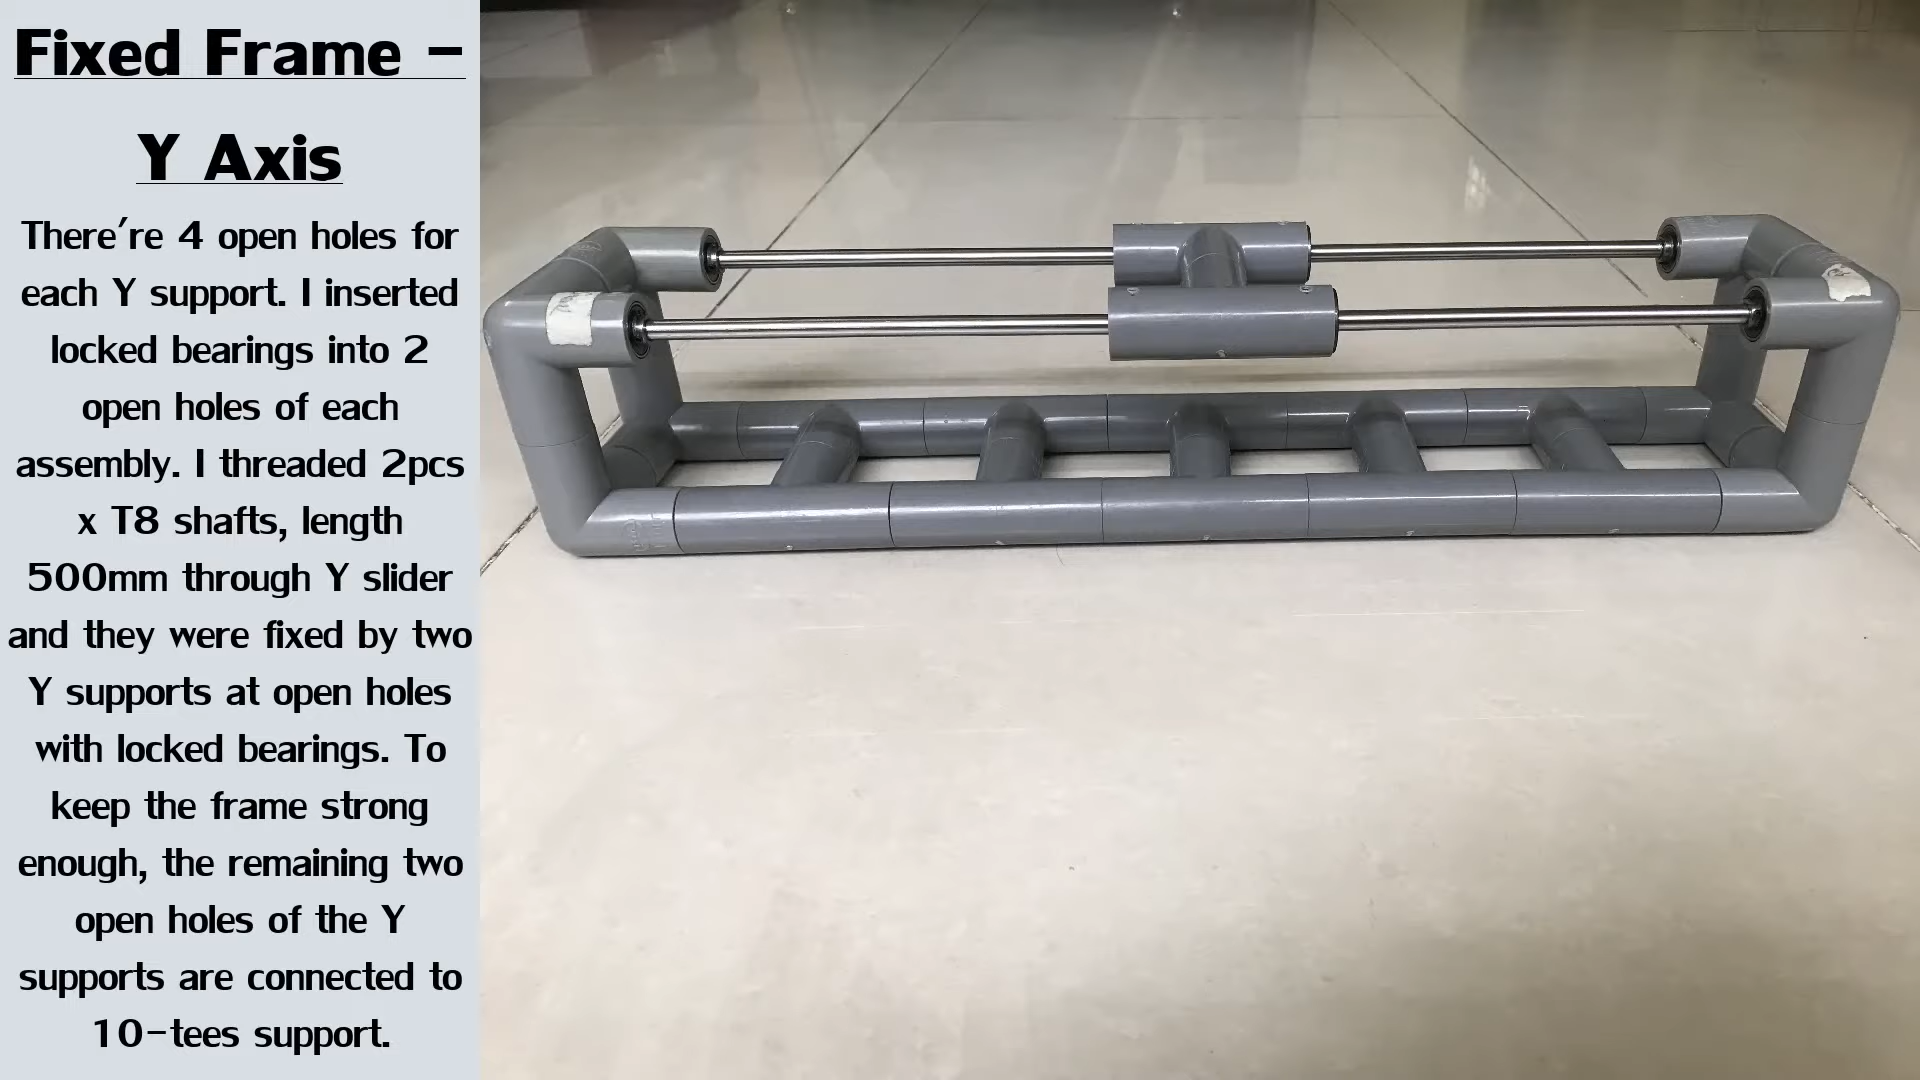 Fixed Frame -
Y Axis
There're 4 open holes for
each Y support. I inserted
locked bearings into 2
open holes of each
assembly. I threaded 2pcs
x T8 shafts, length
500mm through Y slider
and they were fixed by two
Y supports at open holes
with locked bearings. To
keep the frame strong
enough, the remaining two
open holes of the Y
supports are connected to
10-tees support.